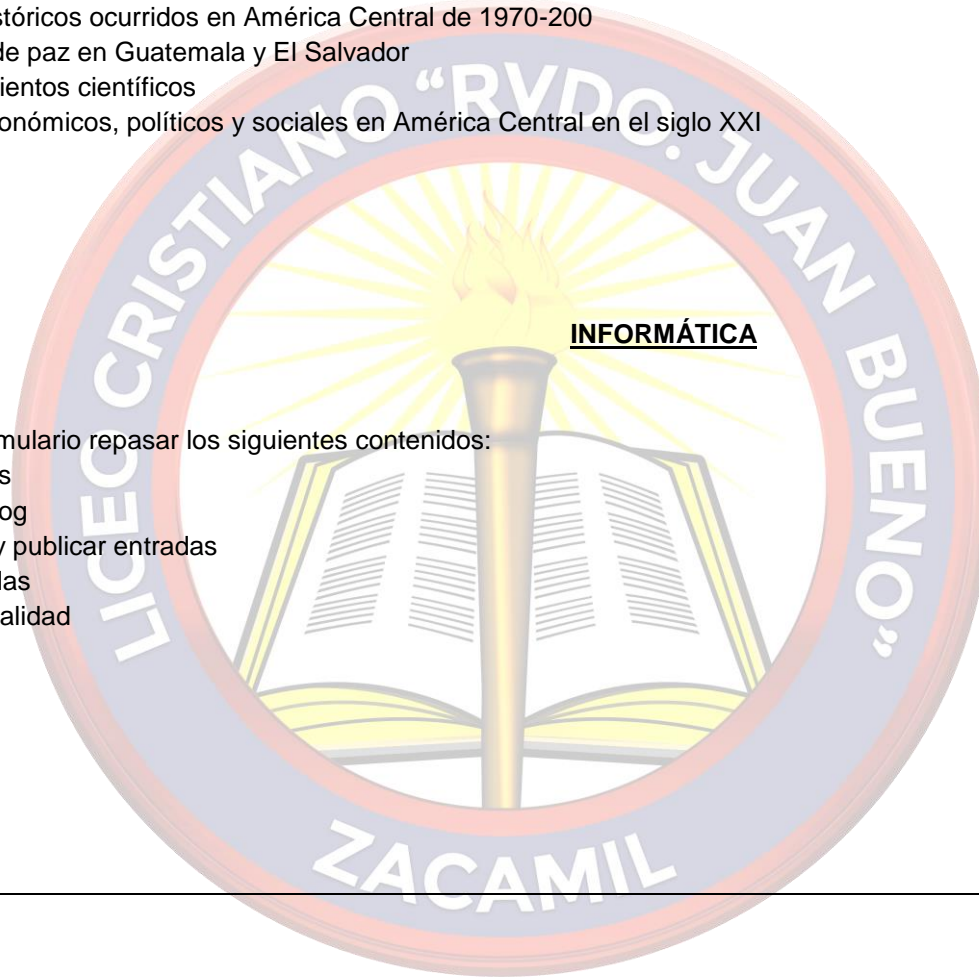 stóricos ocurridos en América Central de 1970-200
de paz en Guatemala y El Salvador
ientos científicos
onómicos, políticos y sociales en América Central en el siglo XXI
INFORMÁTICA
mulario repasar los siguientes contenidos:
s
og
y publicar entradas
las
alidad
LICEO CRISTIANO “RVDO. JUAN BUENO”
ZACAMIL